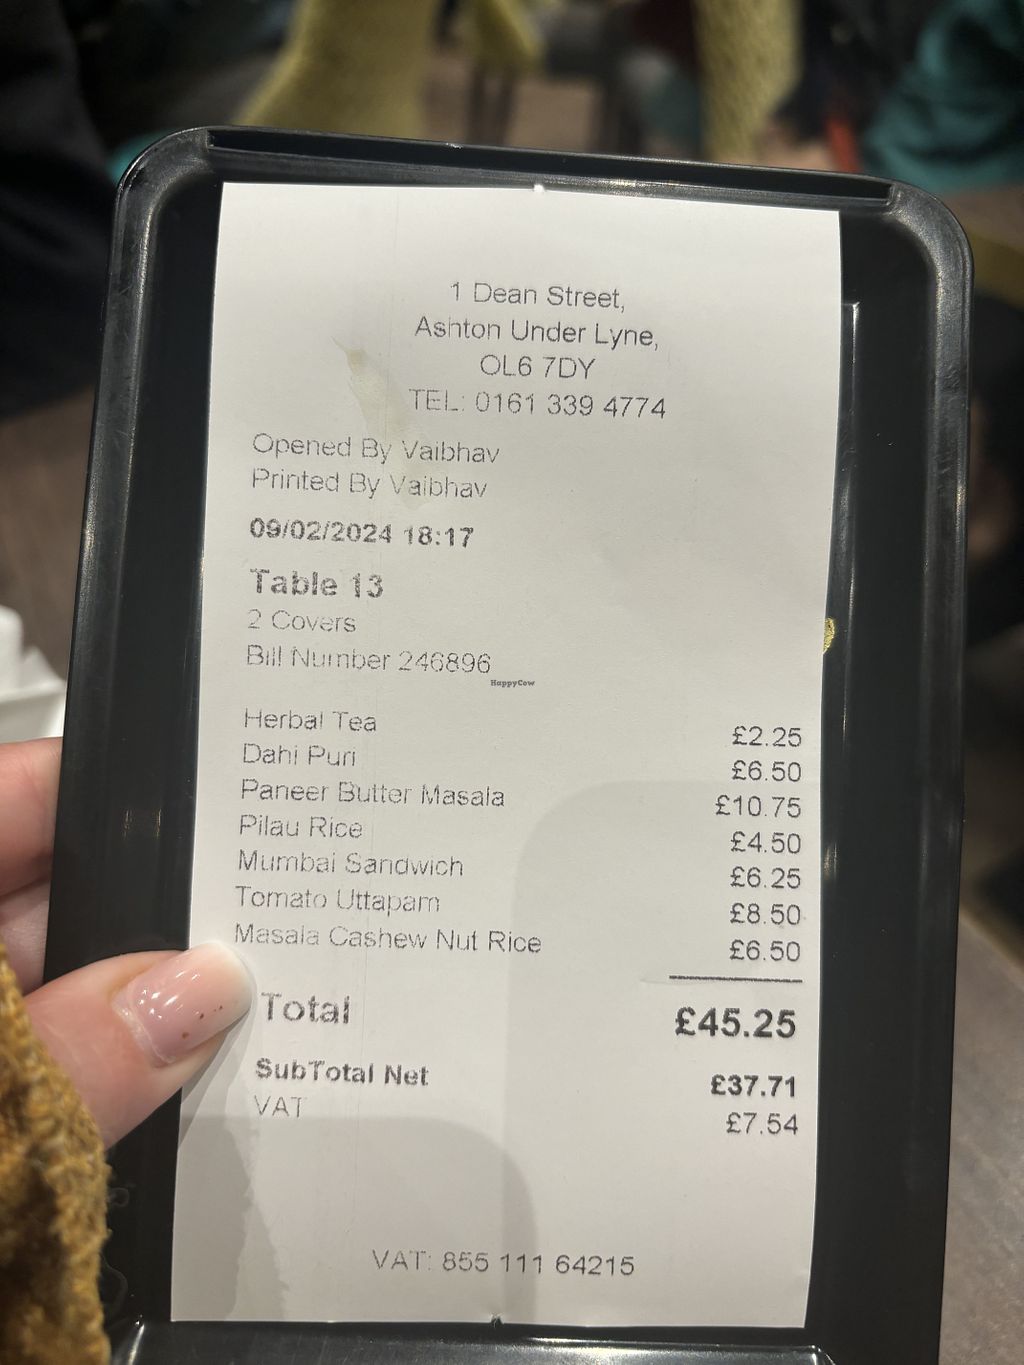 1 Dean Street,
Ashton Under Lyne,
OL6 7DY
TEL: 0161 339 4774
Opened By Vaibhav
Printed By Vaibhav
09/02/2024 18:17
Table 13
2 Covers
Bill Number 246896
HappyCow
Herbal Tea £2.25
Dahi Puri £6.50
Paneer Butter Masala £10.75
Pilau Rice £4.50
Mumbai Sandwich £6.25
Tomato Uttapam £8.50
Masala Cashew Nut Rice £6.50
Total £45.25
SubTotal Net £37.71
VAT £7.54
VAT: 855 111 64215